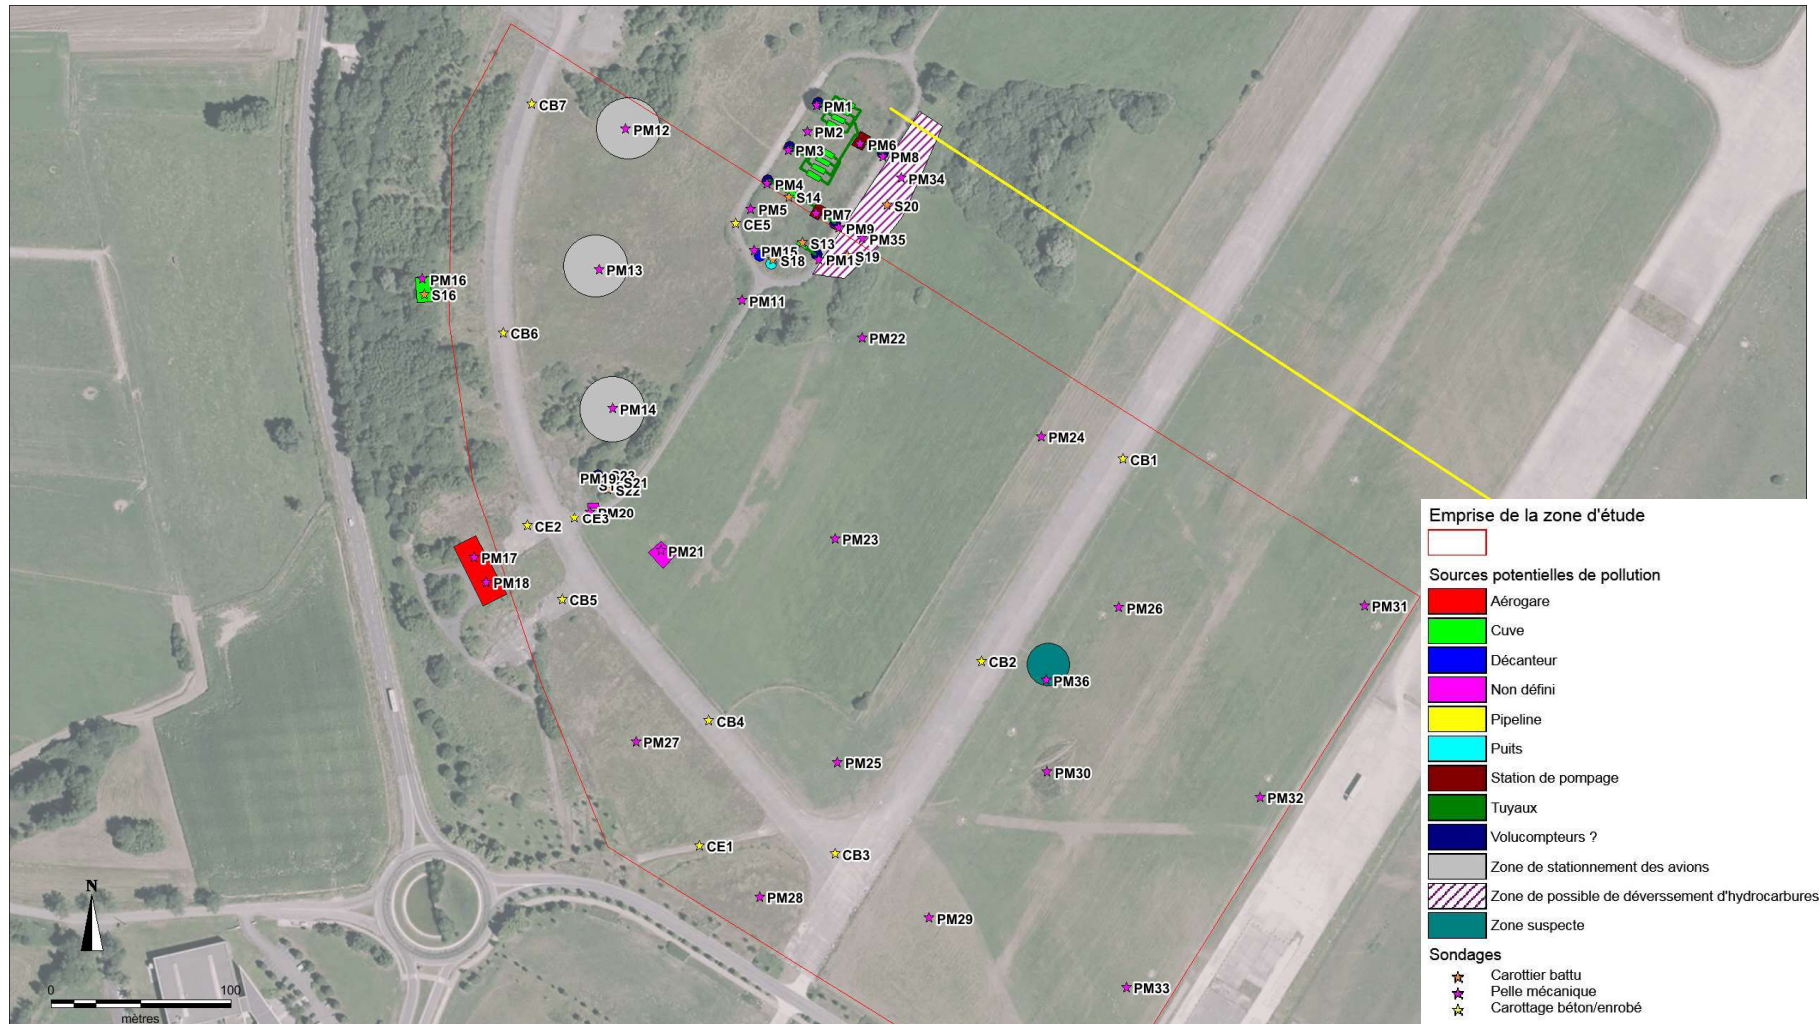 CB7
PM12
PM1
PM2
PM6
PM3
PM8
PM34
PM4
S14
S20
PM5
PM7
CE5
PM9
PM35
S13
PM15
S18
S19
PM13
PM16
S16
PM11
CB6
PM22
PM14
PM24
CB1
S23
PM19
S21
S22
PM20
CE3
CE2
PM23
PM21
PM17
PM18
CB5
PM26
PM31
CB2
PM36
CB4
PM27
PM25
PM30
PM32
CE1
CB3
PM28
PM29
PM33
N
0 100
mètres
Emprise de la zone d'étude
Sources potentielles de pollution
Aérogare
Cuve
Décanteur
Non défini
Pipeline
Puits
Station de pompage
Tuyaux
Volucompteurs ?
Zone de stationnement des avions
Zone de possible de déverssement d'hydrocarbures
Zone suspecte
Sondages
Carottier battu
Pelle mécanique
Carottage béton/enrobé